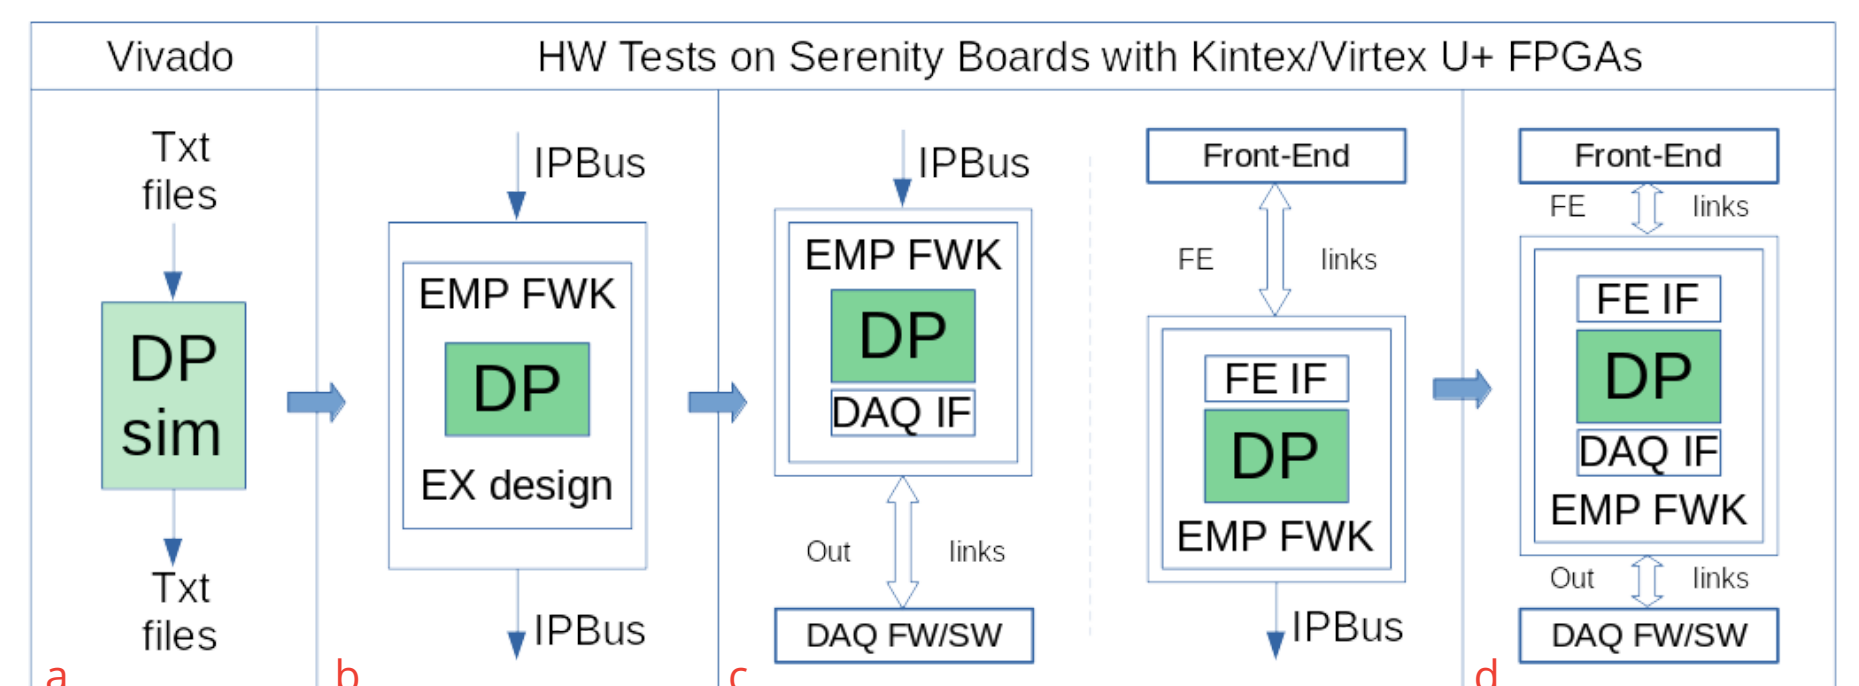 Vivado
HW Tests on Serenity Boards with Kintex/Virtex U+ FPGAs
Txt
files
DP
sim
Txt
files
a
IPBus
EMP FWK
DP
EX design
IPBus
b
IPBus
EMP FWK
DP
DAQ IF
Out links
DAQ FW/SW
c
Front-End
FE links
FE IF
DP
EMP FWK
IPBus
Front-End
FE links
FE IF
DP
DAQ IF
EMP FWK
Out links
DAQ FW/SW
d